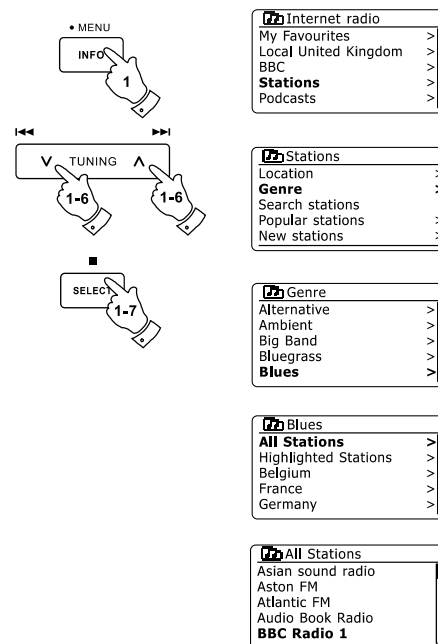 • MENU
INFO
1
V TUNING Λ
1-6
1-6
SELECT
1-7
Internet radio
My Favourites >
Local United Kingdom >
BBC >
Stations >
Podcasts >
Stations
Location >
Genre >
Search stations
Popular stations >
New stations >
Genre
Alternative >
Ambient >
Big Band >
Bluegrass >
Blues >
Blues
All Stations >
Highlighted Stations >
Belgium >
France >
Germany >
All Stations
Asian sound radio
Aston FM
Atlantic FM
Audio Book Radio
BBC Radio 1